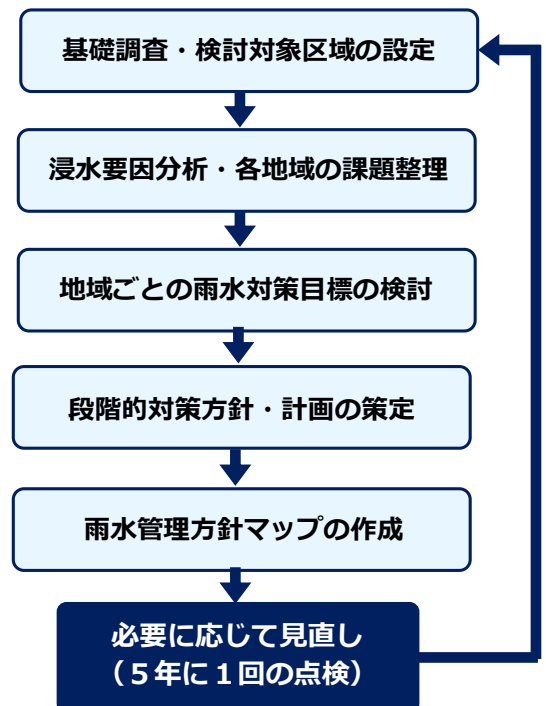 基礎調査・検討対象区域の設定
浸水要因分析・各地域の課題整理
地域ごとの雨水対策目標の検討
段階的対策方針・計画の策定
雨水管理方針マップの作成
必要に応じて見直し
（５年に１回の点検）